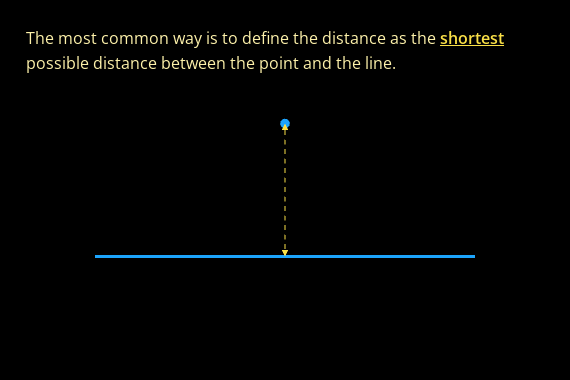 The most common way is to define the distance as the shortest
possible distance between the point and the line.